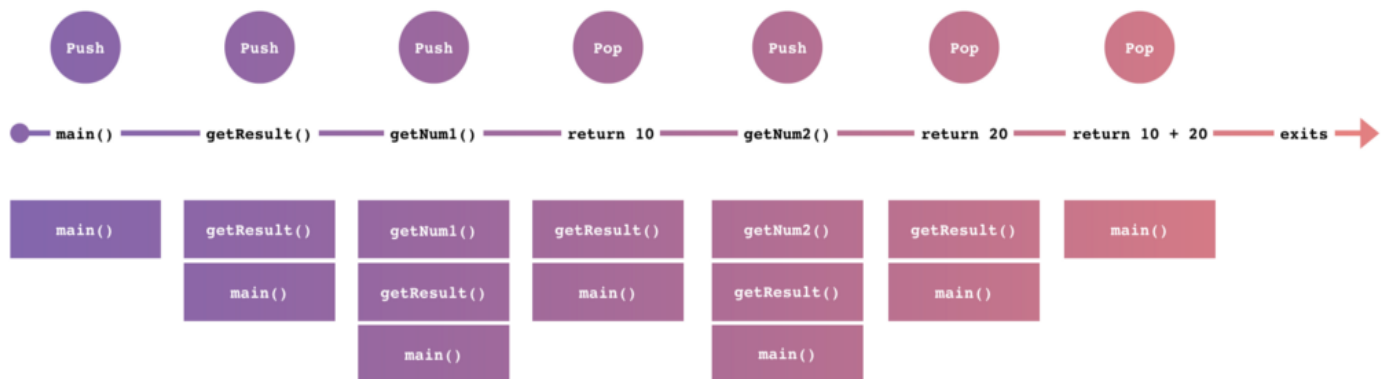 Push Push Push Pop Push Pop Pop
main() getResult() getNum1() return 10 getNum2() return 20 return 10 + 20 exits
main() getResult() getNum1() getResult() getNum2() getResult() main()
main() getResult() main() getResult() main()
main() main()